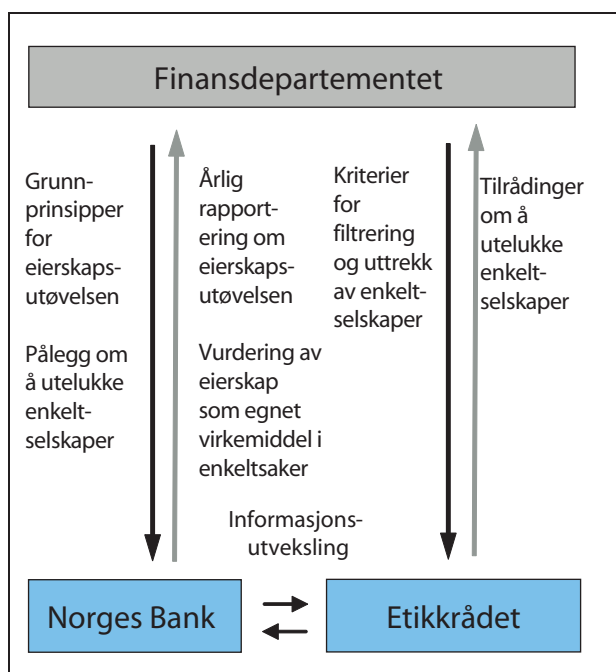 Finansdepartementet
Grunn-
prinsipper
for
eierskaps-
utøvelsen
Pålegg om
å utelukke
enkelt-
selskaper
Årlig
rapport-
ering om
eierskaps-
utøvelsen
Vurdering av
eierskap
som egnet
virkemiddel i
enkeltsaker
Kriterier
for
filtrering
og uttrekk
av enkelt-
selskaper
Tilrådinger
om å
utelukke
enkelt-
selskaper
Informasjons-
utveksling
Norges Bank
Etikkrådet